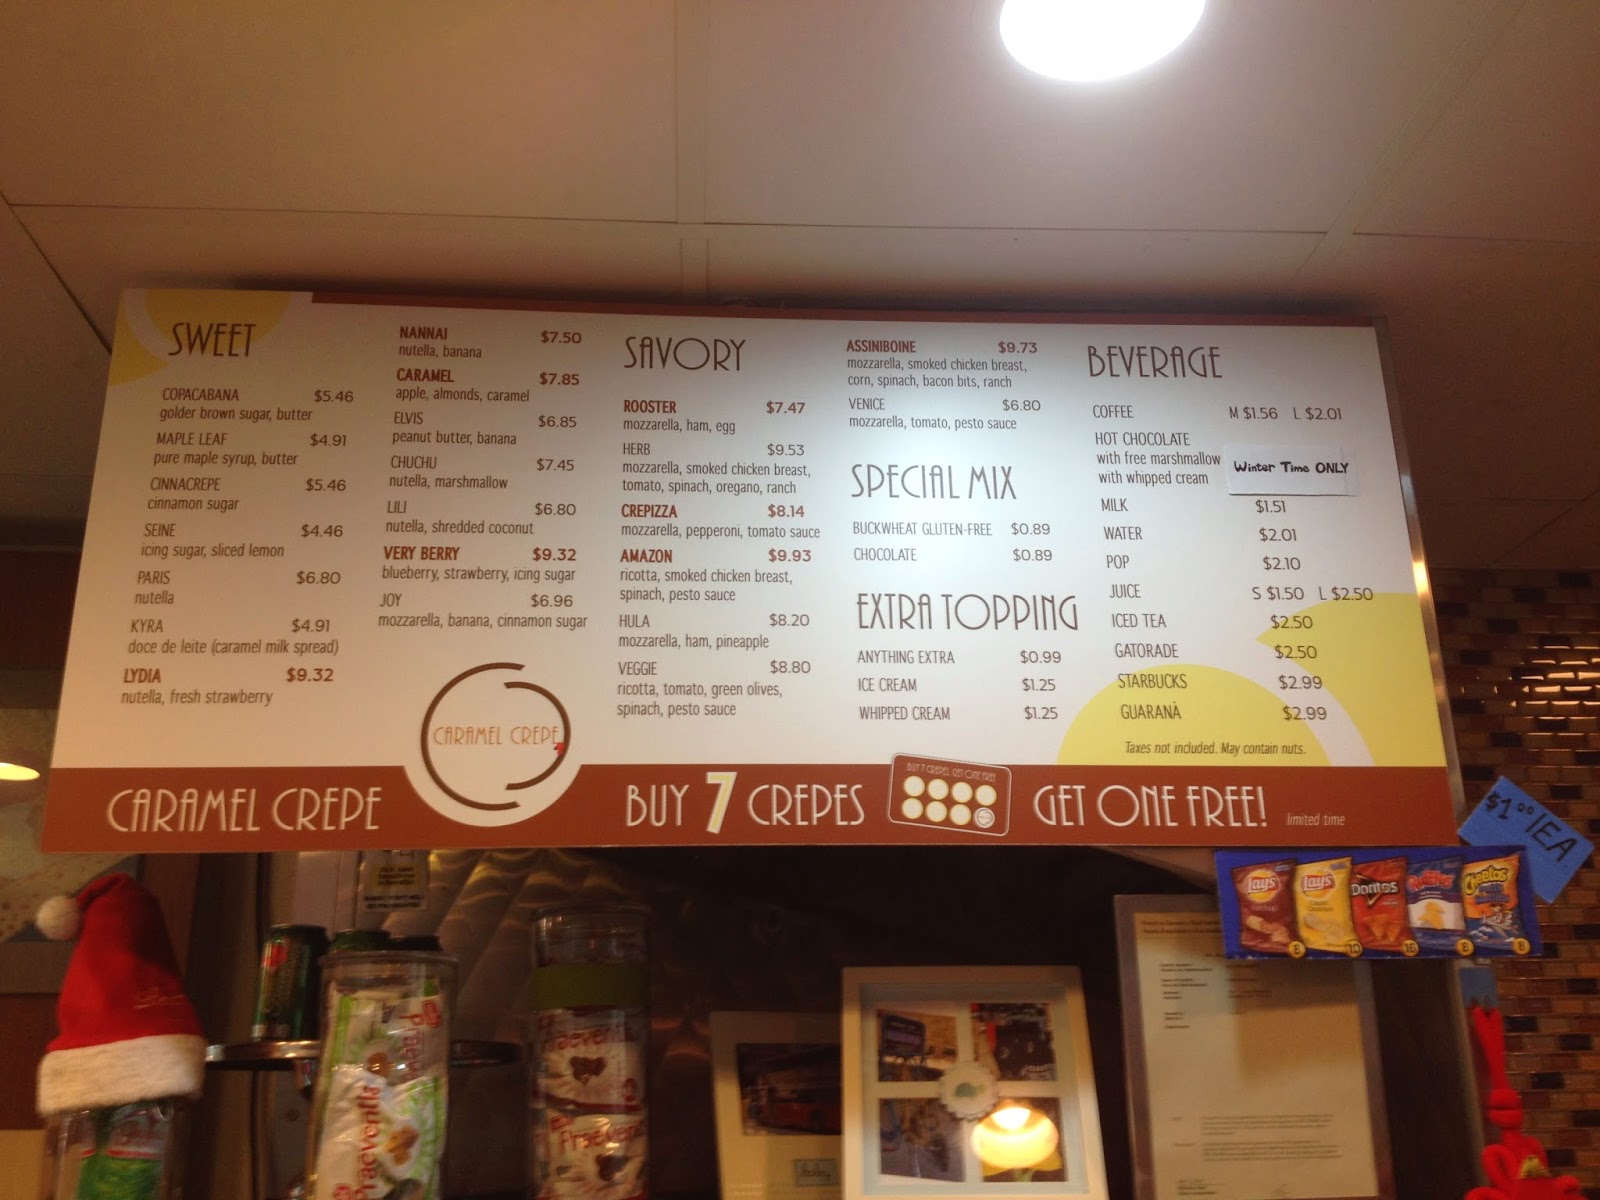 SWEET
COPACABANA $5.46
golder brown sugar, butter
MAPLE LEAF $4.91
pure maple syrup, butter
CINNACREPE $5.46
cinnamon sugar
SEINE $4.46
icing sugar, sliced lemon
PARIS $6.80
nutella
KYRA $4.91
doce de leite (caramel milk spread)
LYDIA $9.32
nutella, fresh strawberry
NANNAI $7.50
nutella, banana
CARAMEL $7.85
apple, almonds, caramel
ELVIS $6.85
peanut butter, banana
CHUCHU $7.45
nutella, marshmallow
LILI $6.80
nutella, shredded coconut
VERY BERRY $9.32
blueberry, strawberry, icing sugar
JOY $6.96
mozzarella, banana, cinnamon sugar
CARAMEL CREPE
SAVORY
ROOSTER $7.47
mozzarella, ham, egg
HERB $9.53
mozzarella, smoked chicken breast,
tomato, spinach, oregano, ranch
CREPIZZA $8.14
mozzarella, pepperoni, tomato sauce
AMAZON $9.93
ricotta, smoked chicken breast,
spinach, pesto sauce
HULA $8.20
mozzarella, ham, pineapple
VEGGIE $8.80
ricotta, tomato, green olives,
spinach, pesto sauce
ASSINIBOINE $9.73
mozzarella, smoked chicken breast,
corn, spinach, bacon bits, ranch
VENICE $6.80
mozzarella, tomato, pesto sauce
SPECIAL MIX
BUCKWHEAT GLUTEN-FREE $0.89
CHOCOLATE $0.89
EXTRA TOPPING
ANYTHING EXTRA $0.99
ICE CREAM $1.25
WHIPPED CREAM $1.25
BEVERAGE
COFFEE M $1.56 L $2.01
HOT CHOCOLATE
with free marshmallow
with whipped cream
Winter Time ONLY
MILK $1.51
WATER $2.01
POP $2.10
JUICE S $1.50 L $2.50
ICED TEA $2.50
GATORADE $2.50
STARBUCKS $2.99
GUARANÁ $2.99
Taxes not included. May contain nuts.
CARAMEL CREPE
BUY 7 CREPES
BUY 7 CREPES, GET ONE FREE
GET ONE FREE! limited time
$1.00 / EA
Lays
Lays
Doritos
Ruffles
Cheetos
Praeventia